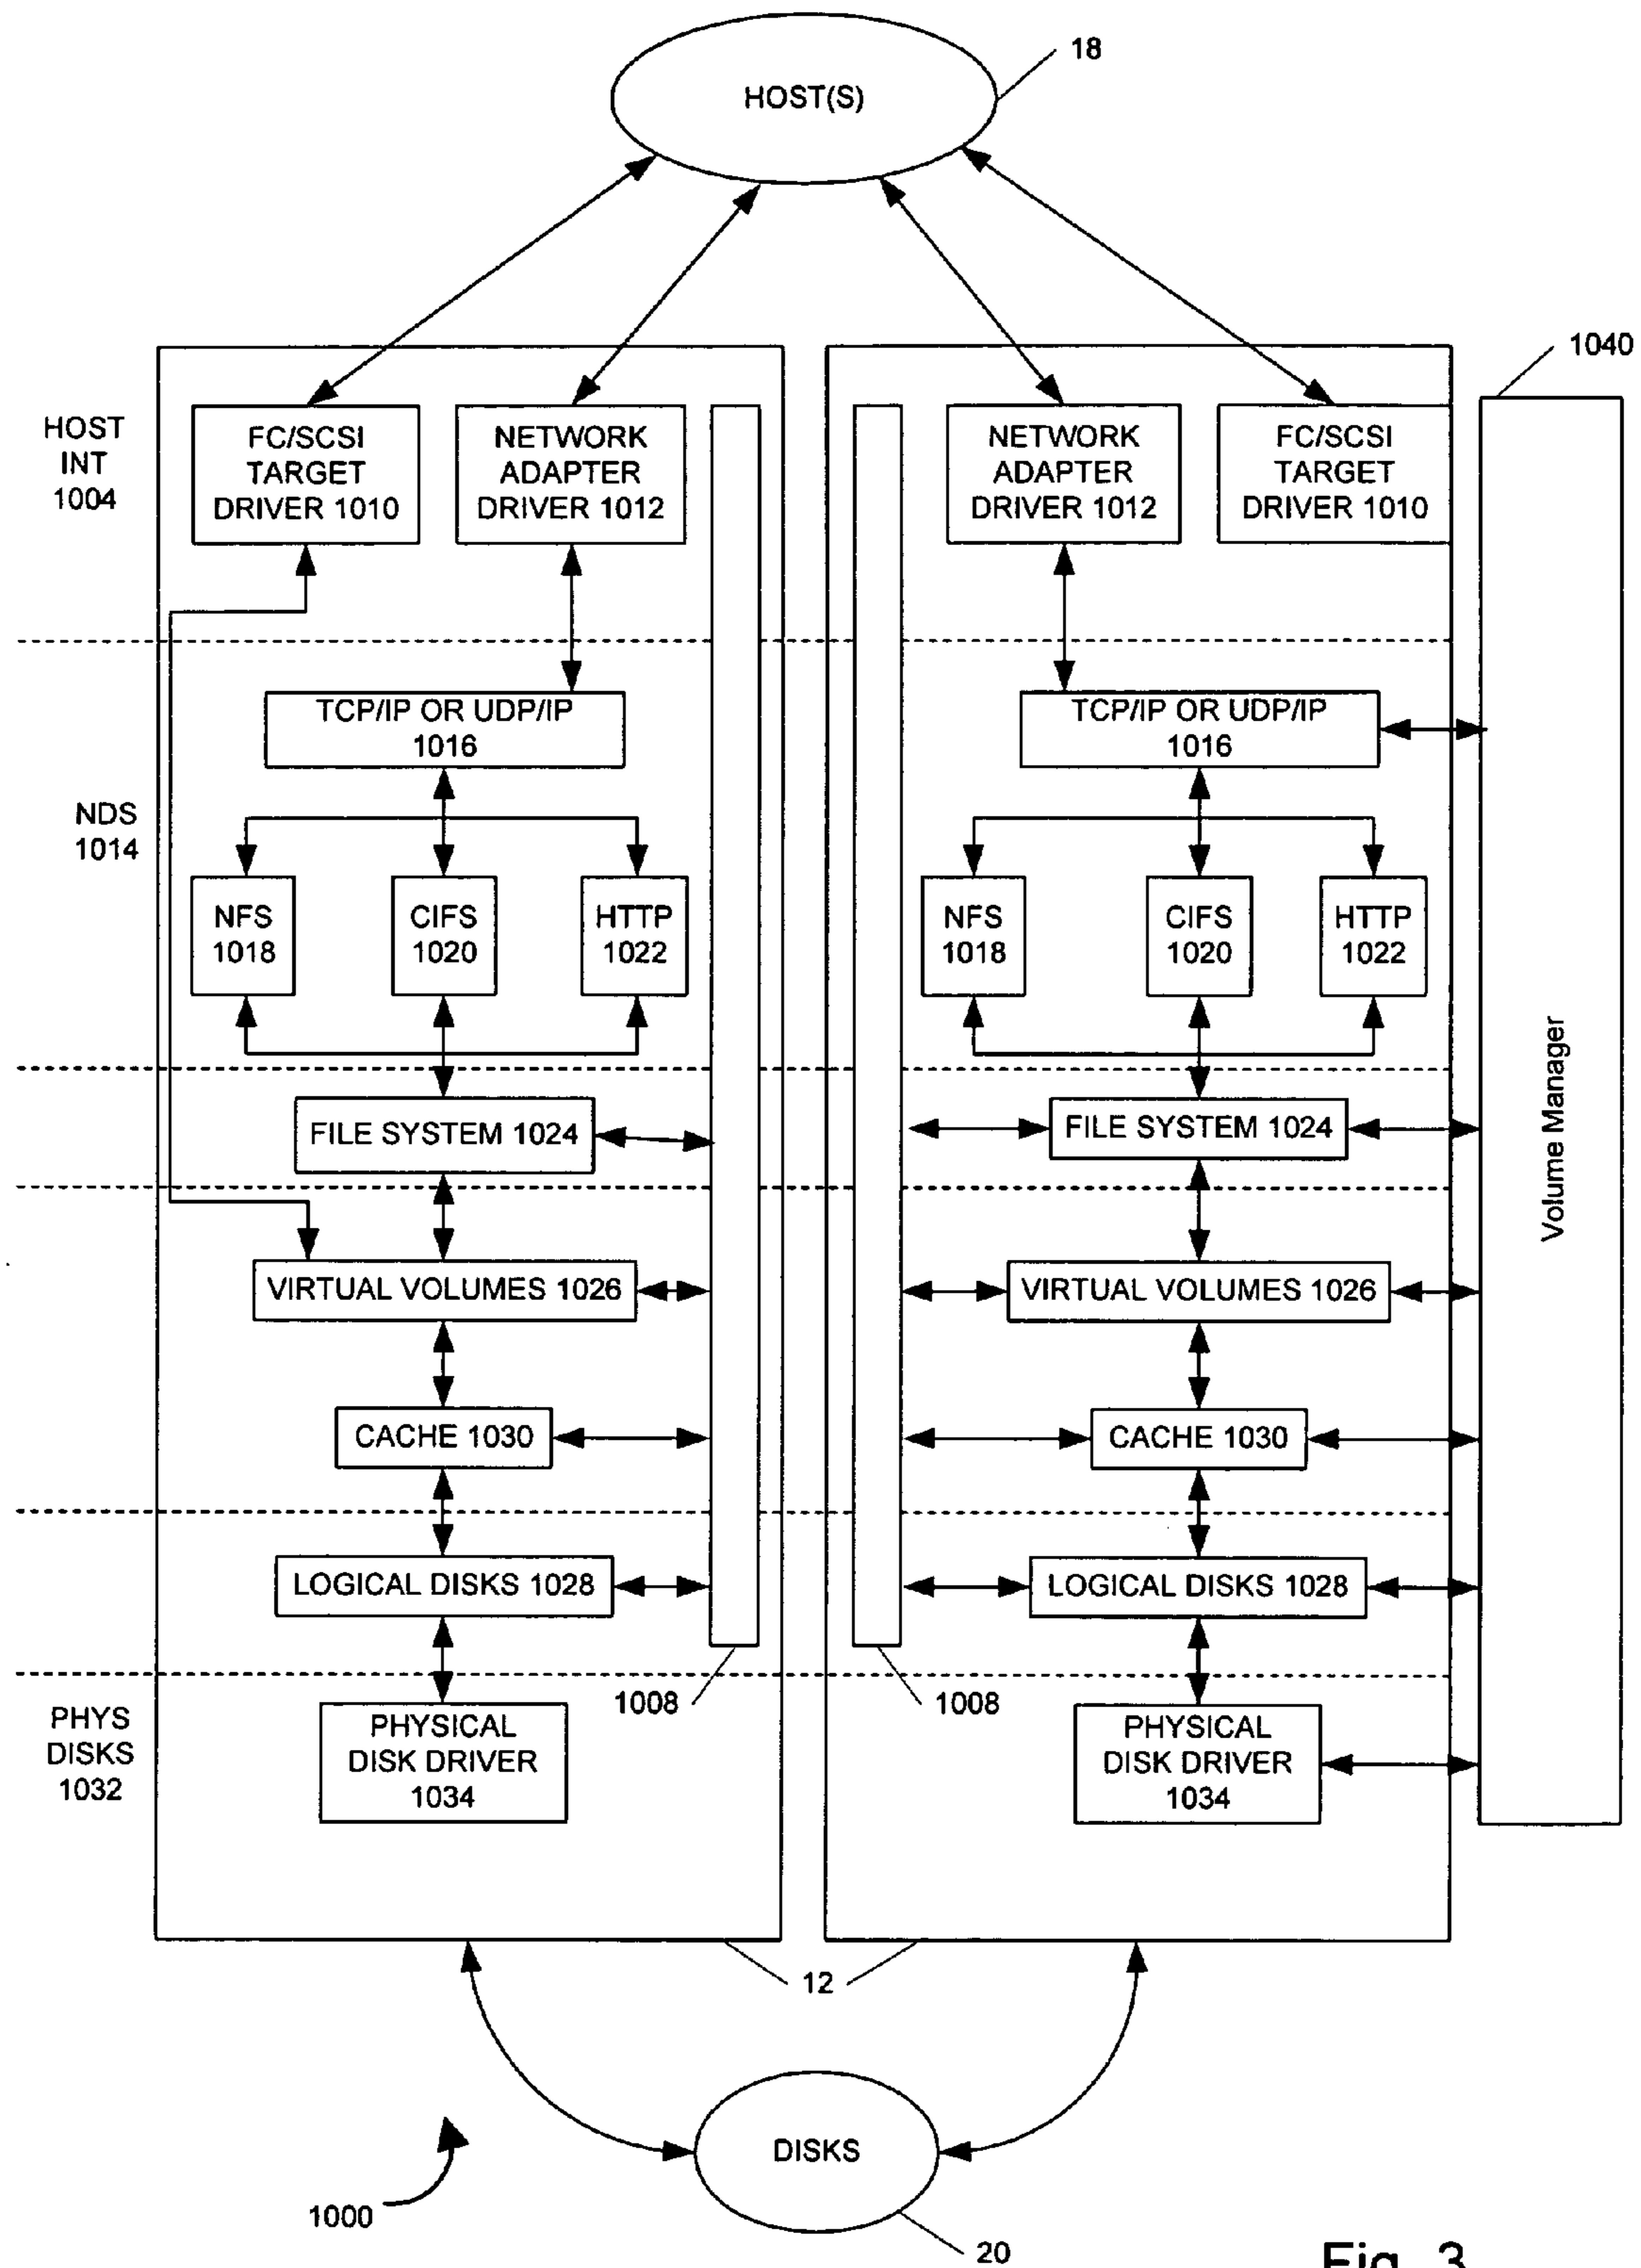 18
HOST(S)
1040
HOST
INT
1004
FC/SCSI
TARGET
DRIVER 1010
NETWORK
ADAPTER
DRIVER 1012
NETWORK
ADAPTER
DRIVER 1012
FC/SCSI
TARGET
DRIVER 1010
TCP/IP OR UDP/IP
1016
TCP/IP OR UDP/IP
1016
NDS
1014
NFS
1018
CIFS
1020
HTTP
1022
NFS
1018
CIFS
1020
HTTP
1022
Volume Manager
FILE SYSTEM 1024
FILE SYSTEM 1024
VIRTUAL VOLUMES 1026
VIRTUAL VOLUMES 1026
CACHE 1030
CACHE 1030
LOGICAL DISKS 1028
LOGICAL DISKS 1028
1008
1008
PHYS
DISKS
1032
PHYSICAL
DISK DRIVER
1034
PHYSICAL
DISK DRIVER
1034
12
DISKS
1000
20
Fig. 3